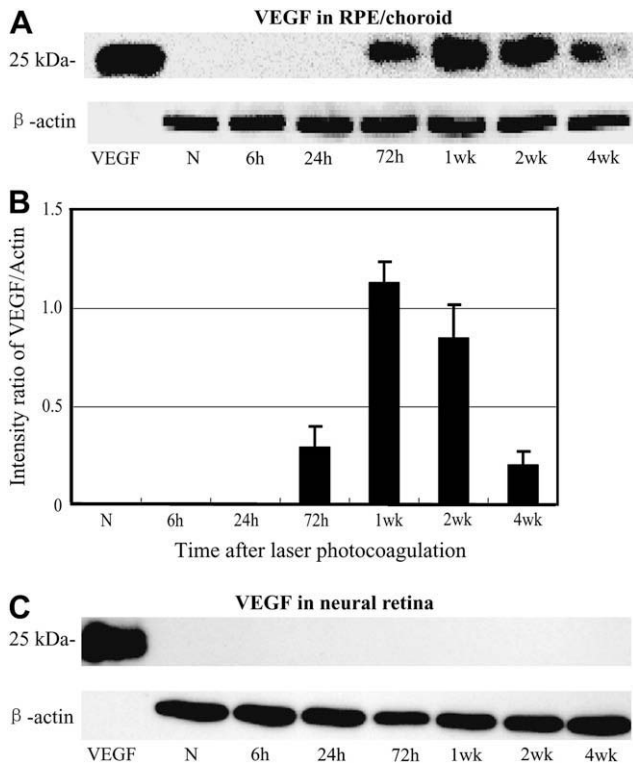 A
VEGF in RPE/choroid
25 kDa-
β-actin
VEGF N 6h 24h 72h 1wk 2wk 4wk
B
Intensity ratio of VEGF/Actin
1.5
1.0
0.5
0
N 6h 24h 72h 1wk 2wk 4wk
Time after laser photocoagulation
C
VEGF in neural retina
25 kDa-
β-actin
VEGF N 6h 24h 72h 1wk 2wk 4wk